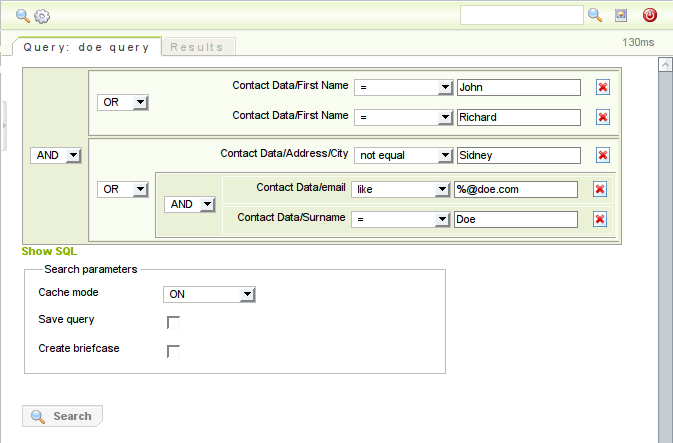 Query: doe query Results 130ms
Contact Data/First Name = John
OR
Contact Data/First Name = Richard
Contact Data/Address/City not equal Sidney
AND
OR
Contact Data/email like %@doe.com
AND
Contact Data/Surname = Doe
Show SQL
Search parameters
Cache mode ON
Save query
Create briefcase
Search